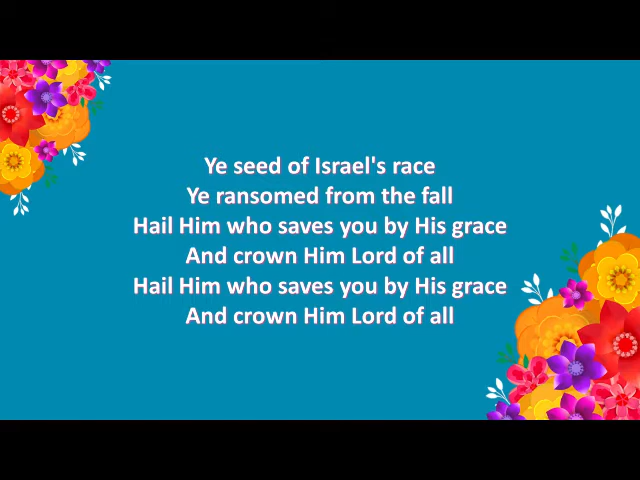 Ye seed of Israel's race
Ye ransomed from the fall
Hail Him who saves you by His grace
And crown Him Lord of all
Hail Him who saves you by His grace
And crown Him Lord of all